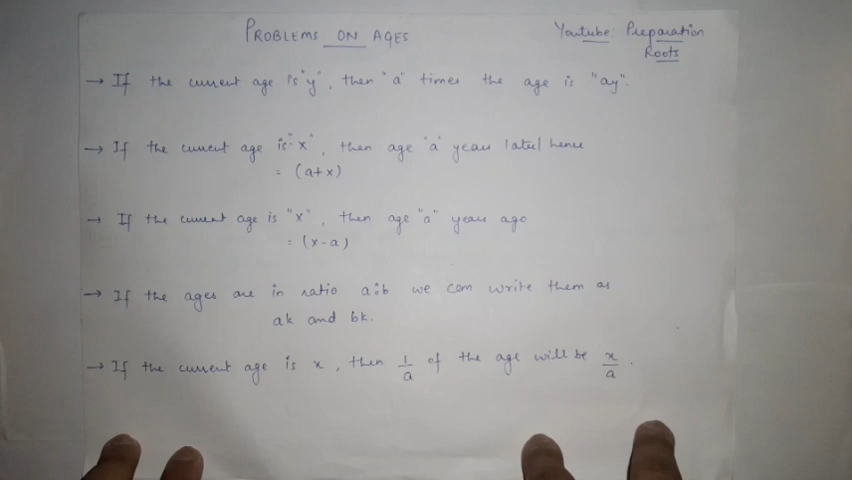 PROBLEMS ON AGES
Youtube: Preparation
Roots
→ If the current age is "y", then "a" times the age is "ay".
→ If the current age is "x", then age "a" years later/hence
= (a+x)
→ If the current age is "x", then age "a" years ago
= (x-a)
→ If the ages are in ratio a:b we can write them as
ak and bk.
→ If the current age is x, then 1/a of the age will be x/a.